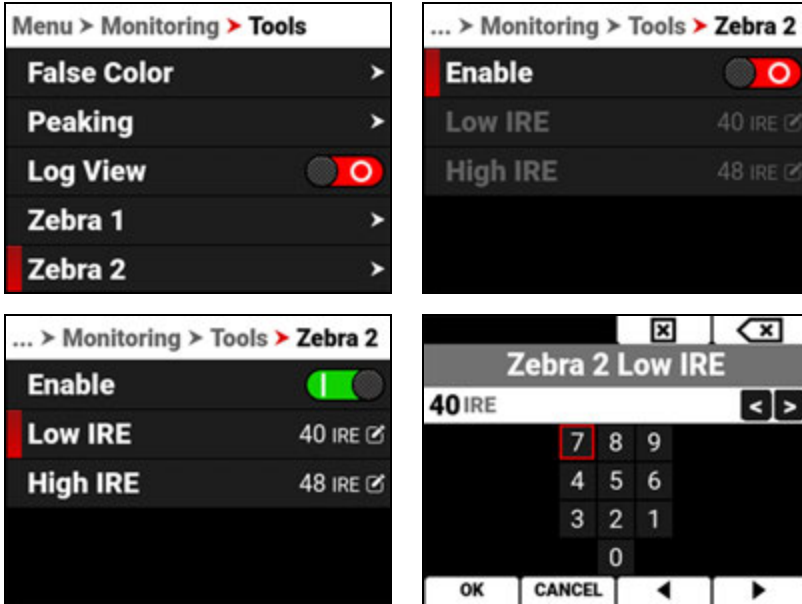 Menu > Monitoring > Tools
False Color >
Peaking >
Log View
Zebra 1 >
Zebra 2 >
... > Monitoring > Tools > Zebra 2
Enable
Low IRE 40 IRE
High IRE 48 IRE
... > Monitoring > Tools > Zebra 2
Enable
Low IRE 40 IRE
High IRE 48 IRE
Zebra 2 Low IRE
40 IRE < >
7 8 9
4 5 6
3 2 1
0
OK CANCEL ◀ ▶